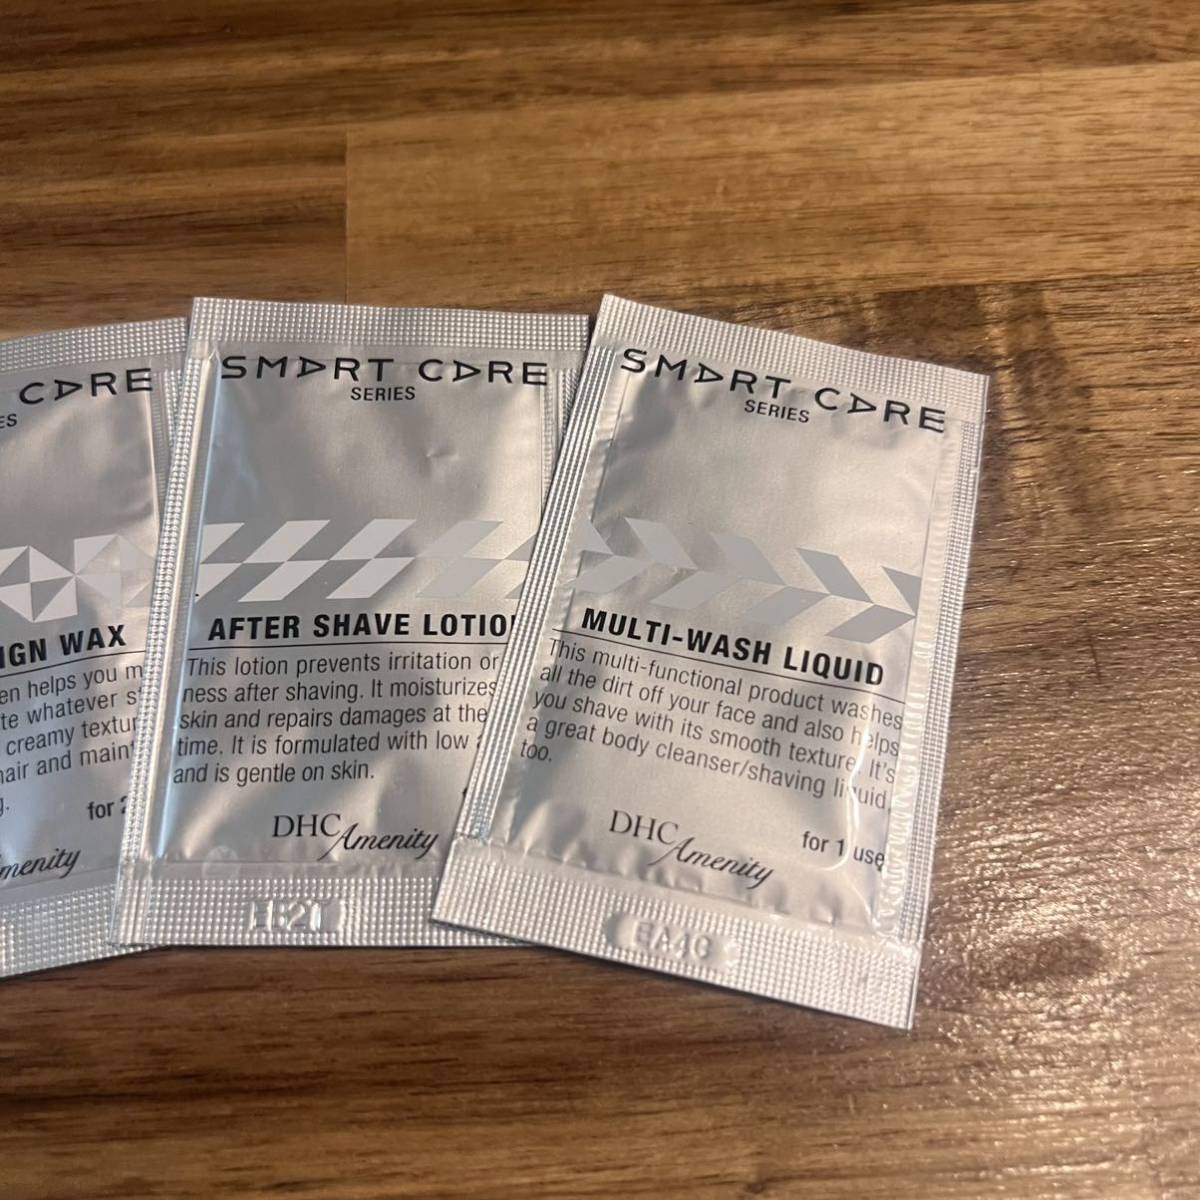 CARE
ES
IGN WAX
en helps you m
te whatever s
creamy textur
hair and maint
g.
for 2
menity
SMART CARE
SERIES
AFTER SHAVE LOTIO
This lotion prevents irritation or
ness after shaving. It moisturizes
skin and repairs damages at the
time. It is formulated with low
and is gentle on skin.
DHC
Amenity
SMART CARE
SERIES
MULTI-WASH LIQUID
This multi-functional product washes
all the dirt off your face and also helps
you shave with its smooth texture. It's
a great body cleanser/shaving liquid,
too.
for 1 use
DHC
Amenity
EA4G